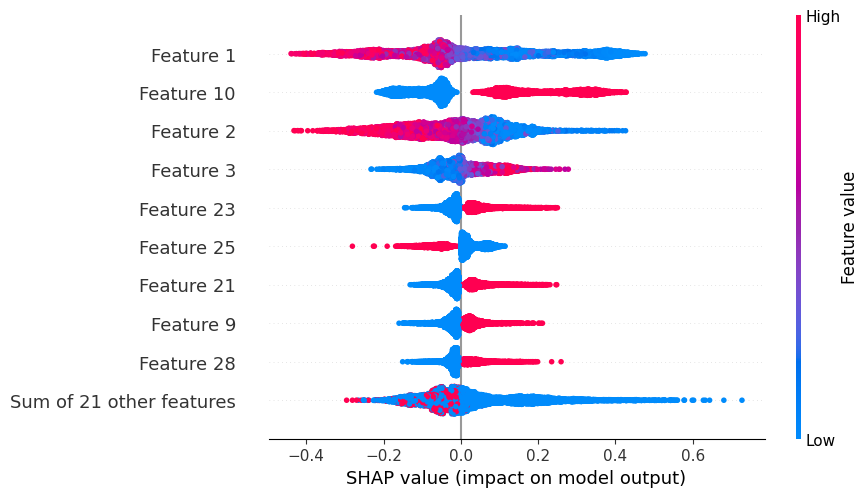 High
Feature 1
Feature 10
Feature 2
Feature 3
Feature 23
Feature 25
Feature 21
Feature 9
Feature 28
Sum of 21 other features
Feature value
Low
−0.4 −0.2 0.0 0.2 0.4 0.6
SHAP value (impact on model output)